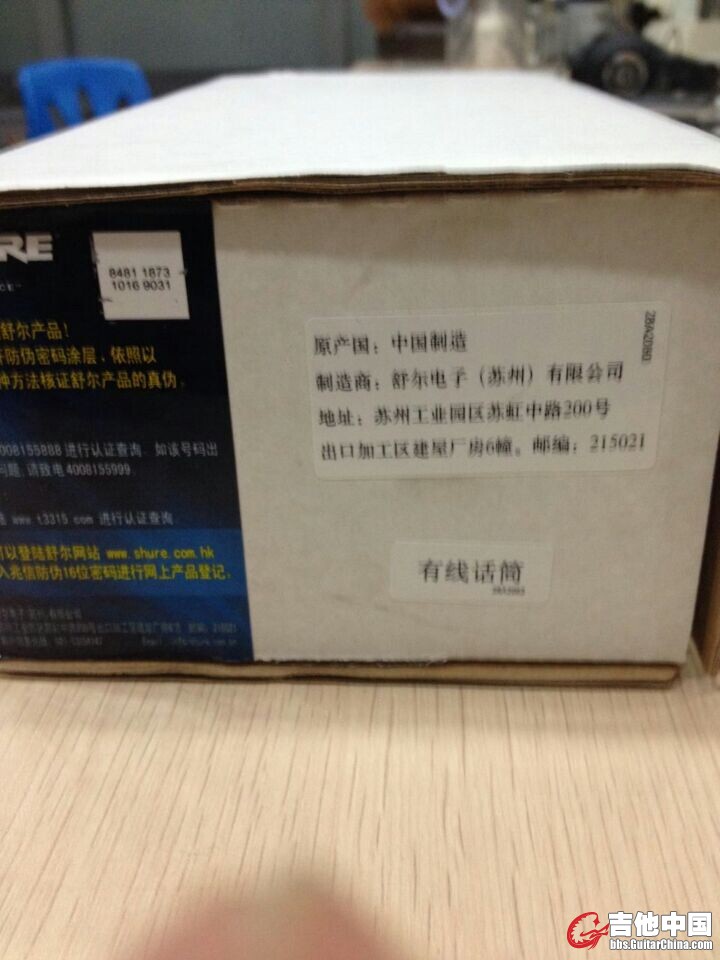 RE
8481 1873
1016 9031
舒尔产品!
防伪密码涂层, 依照以
种方法核证舒尔产品的真伪。
008155888 进行认证查询. 如该号码出
问题, 请致电 4008155999.
www.t3315.com 进行认证查询
可以登陆舒尔网站 www.shure.com.hk
入兆信防伪16位密码进行网上产品登记.
原产国: 中国制造
制造商: 舒尔电子 (苏州) 有限公司
地址: 苏州工业园区苏虹中路200号
出口加工区建屋厂房6幢。邮编: 215021
有线话筒
吉他中国
bbs.GuitarChina.com